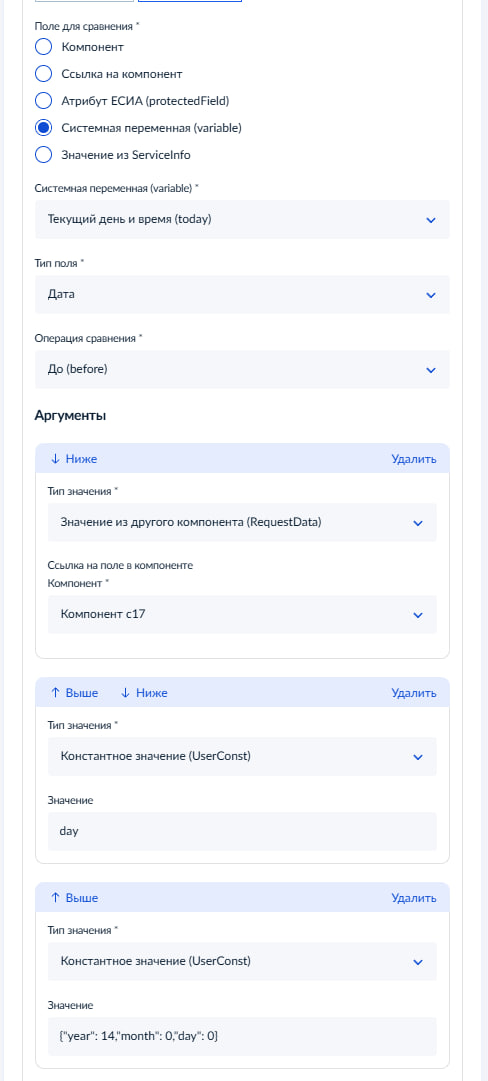 Поле для сравнения *
Компонент
Ссылка на компонент
Атрибут ЕСИА (protectedField)
Системная переменная (variable)
Значение из ServiceInfo
Системная переменная (variable) *
Текущий день и время (today)
Тип поля *
Дата
Операция сравнения *
До (before)
Аргументы
↓ Ниже Удалить
Тип значения *
Значение из другого компонента (RequestData)
Ссылка на поле в компоненте
Компонент *
Компонент c17
↑ Выше ↓ Ниже Удалить
Тип значения *
Константное значение (UserConst)
Значение
day
↑ Выше Удалить
Тип значения *
Константное значение (UserConst)
Значение
{"year": 14,"month": 0,"day": 0}